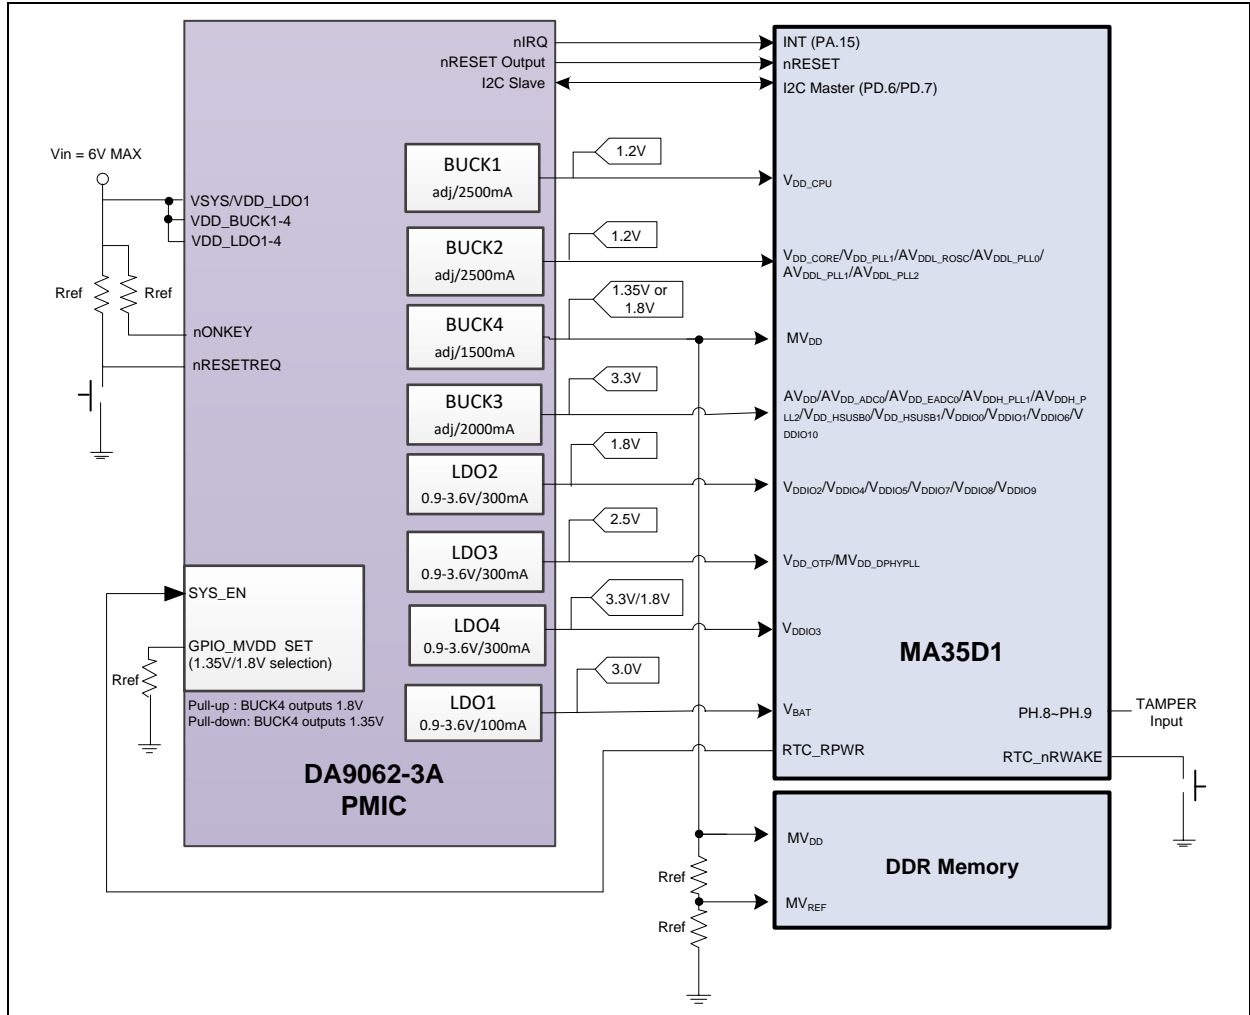 nIRQ
nRESET Output
I2C Slave
INT (PA.15)
nRESET
I2C Master (PD.6/PD.7)
Vin = 6V MAX
VSYS/VDD_LDO1
VDD_BUCK1-4
VDD_LDO1-4
Rref
Rref
nONKEY
nRESETREQ
BUCK1
adj/2500mA
1.2V
VDD_CPU
BUCK2
adj/2500mA
1.2V
VDD_CORE/VDD_PLL1/AVDDL_ROSC/AVDDL_PLL0/
AVDDL_PLL1/AVDDL_PLL2
BUCK4
adj/1500mA
1.35V or
1.8V
MVDD
BUCK3
adj/2000mA
3.3V
AVDD/AVDD_ADC0/AVDD_EADC0/AVDDH_PLL1/AVDDH_P
LL2/VDD_HSUSB0/VDD_HSUSB1/VDDIO0/VDDIO1/VDDIO6/V
DDIO10
LDO2
0.9-3.6V/300mA
1.8V
VDDIO2/VDDIO4/VDDIO5/VDDIO7/VDDIO8/VDDIO9
LDO3
0.9-3.6V/300mA
2.5V
VDD_OTP/MVDD_DPHYPLL
LDO4
0.9-3.6V/300mA
3.3V/1.8V
VDDIO3
LDO1
0.9-3.6V/100mA
3.0V
VBAT
SYS_EN
GPIO_MVDD_SET
(1.35V/1.8V selection)
Rref
Pull-up : BUCK4 outputs 1.8V
Pull-down: BUCK4 outputs 1.35V
DA9062-3A
PMIC
MA35D1
PH.8~PH.9
TAMPER
Input
RTC_RPWR
RTC_nRWAKE
MVDD
DDR Memory
Rref
MVREF
Rref